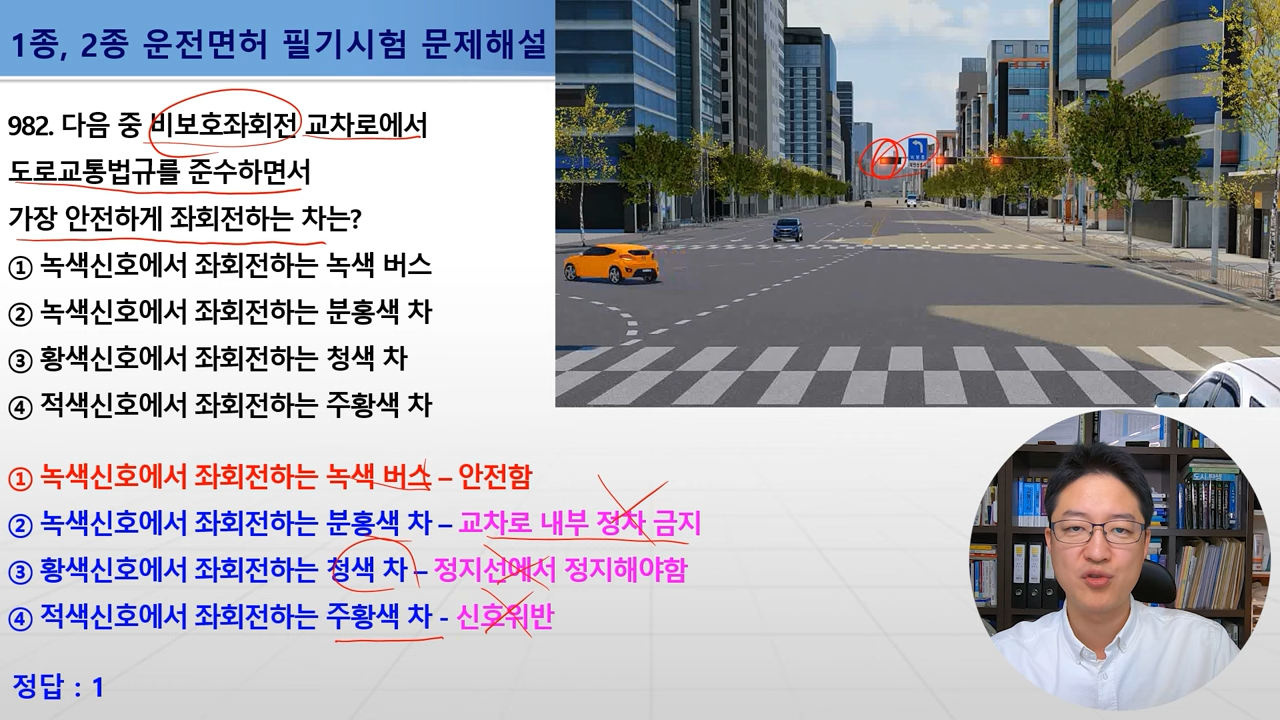 1종, 2종 운전면허 필기시험 문제해설
982. 다음 중 비보호좌회전 교차로에서
도로교통법규를 준수하면서
가장 안전하게 좌회전하는 차는?
① 녹색신호에서 좌회전하는 녹색 버스
② 녹색신호에서 좌회전하는 분홍색 차
③ 황색신호에서 좌회전하는 청색 차
④ 적색신호에서 좌회전하는 주황색 차
① 녹색신호에서 좌회전하는 녹색 버스 – 안전함
② 녹색신호에서 좌회전하는 분홍색 차 – 교차로 내부 정차 금지
③ 황색신호에서 좌회전하는 청색 차 – 정지선에서 정지해야함
④ 적색신호에서 좌회전하는 주황색 차 - 신호위반
정답 : 1